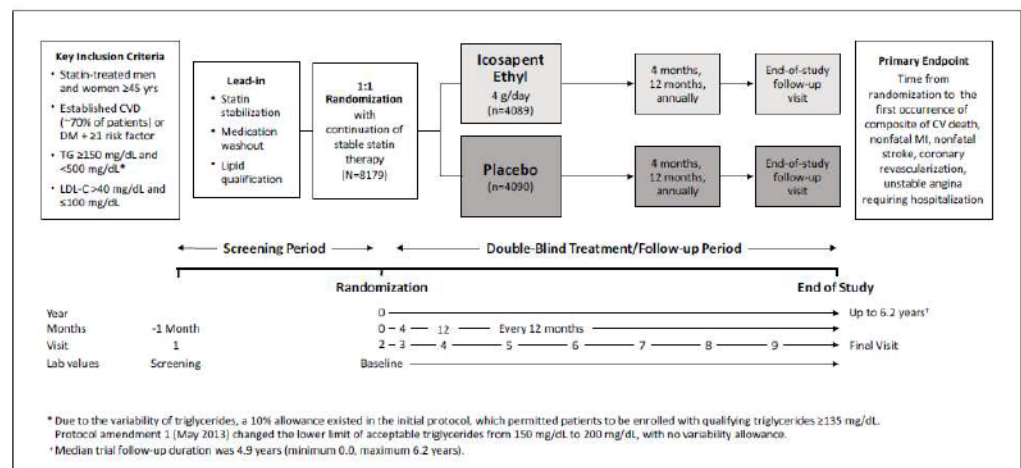 Key Inclusion Criteria
• Statin-treated men
and women ≥45 yrs
• Established CVD
(~70% of patients) or
DM + ≥1 risk factor
• TG ≥150 mg/dL and
<500 mg/dL*
• LDL-C >40 mg/dL and
≤100 mg/dL
Lead-in
• Statin
stabilization
• Medication
washout
• Lipid
qualification
1:1
Randomization
with
continuation of
stable statin
therapy
(N=8179)
Icosapent
Ethyl
4 g/day
(n=4089)
4 months,
12 months,
annually
End-of-study
follow-up
visit
Placebo
(n=4090)
4 months,
12 months,
annually
End-of-study
follow-up
visit
Primary Endpoint
Time from
randomization to the
first occurrence of
composite of CV death,
nonfatal MI, nonfatal
stroke, coronary
revascularization,
unstable angina
requiring hospitalization
Screening Period
Double-Blind Treatment/Follow-up Period
Randomization
End of Study
Year 0 Up to 6.2 years†
Months -1 Month 0 – 4 — 12 Every 12 months
Visit 1 2 – 3 — 4 — 5 — 6 — 7 — 8 — 9 Final Visit
Lab values Screening Baseline
* Due to the variability of triglycerides, a 10% allowance existed in the initial protocol, which permitted patients to be enrolled with qualifying triglycerides ≥135 mg/dL.
Protocol amendment 1 (May 2013) changed the lower limit of acceptable triglycerides from 150 mg/dL to 200 mg/dL, with no variability allowance.
† Median trial follow-up duration was 4.9 years (minimum 0.0, maximum 6.2 years).